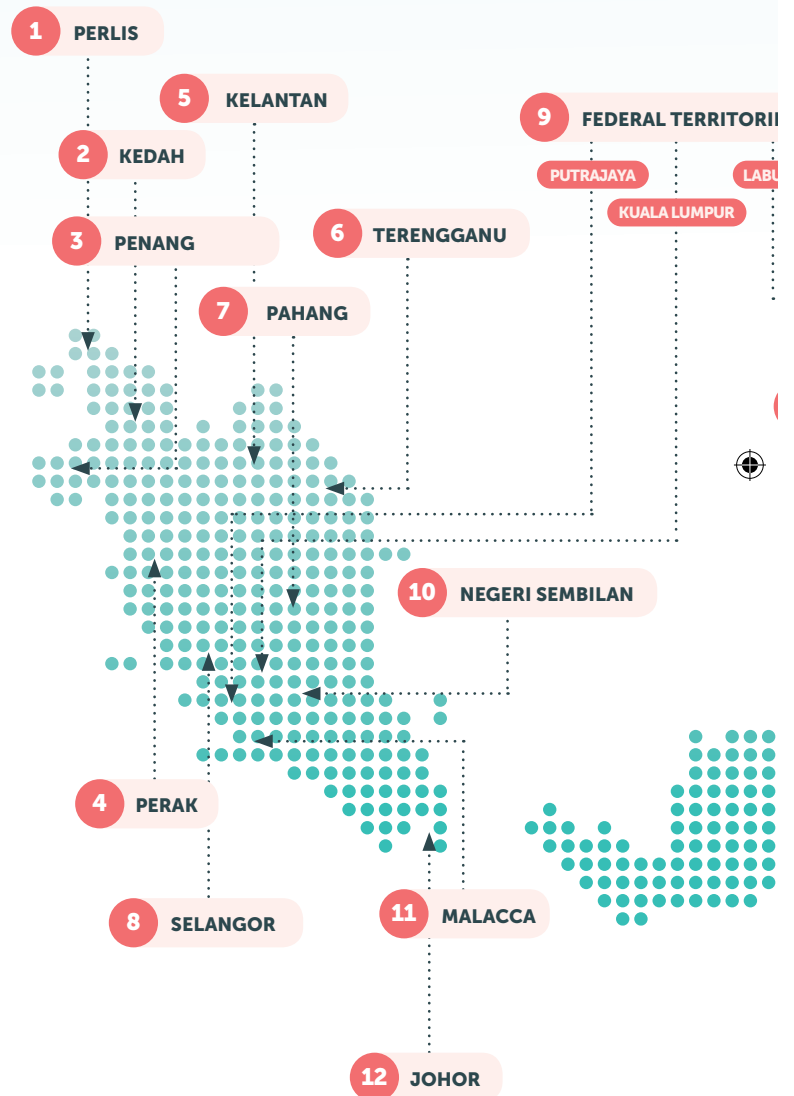 1 PERLIS
5 KELANTAN
9 FEDERAL
PUTRAJAYA
2 KEDAH
KUALA LUMPUR
3 PENANG
6 TERENGGANU
7 PAHANG
10 NEGERI SEMBILAN
4 PERAK
8 SELANGOR
11 MALACCA
12 JOHOR